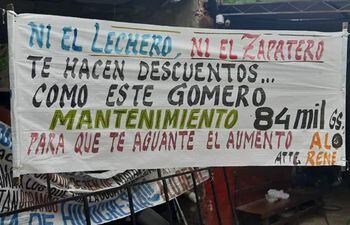 NI EL LECHERO, NI EL ZAPATERO
TE HACEN DESCUENTOS...
COMO ESTE GOMERO
MANTENIMIENTO 84 mil GS.
PARA QUE TE AGUANTE EL AUMENTO ALO
ATTE. RENE